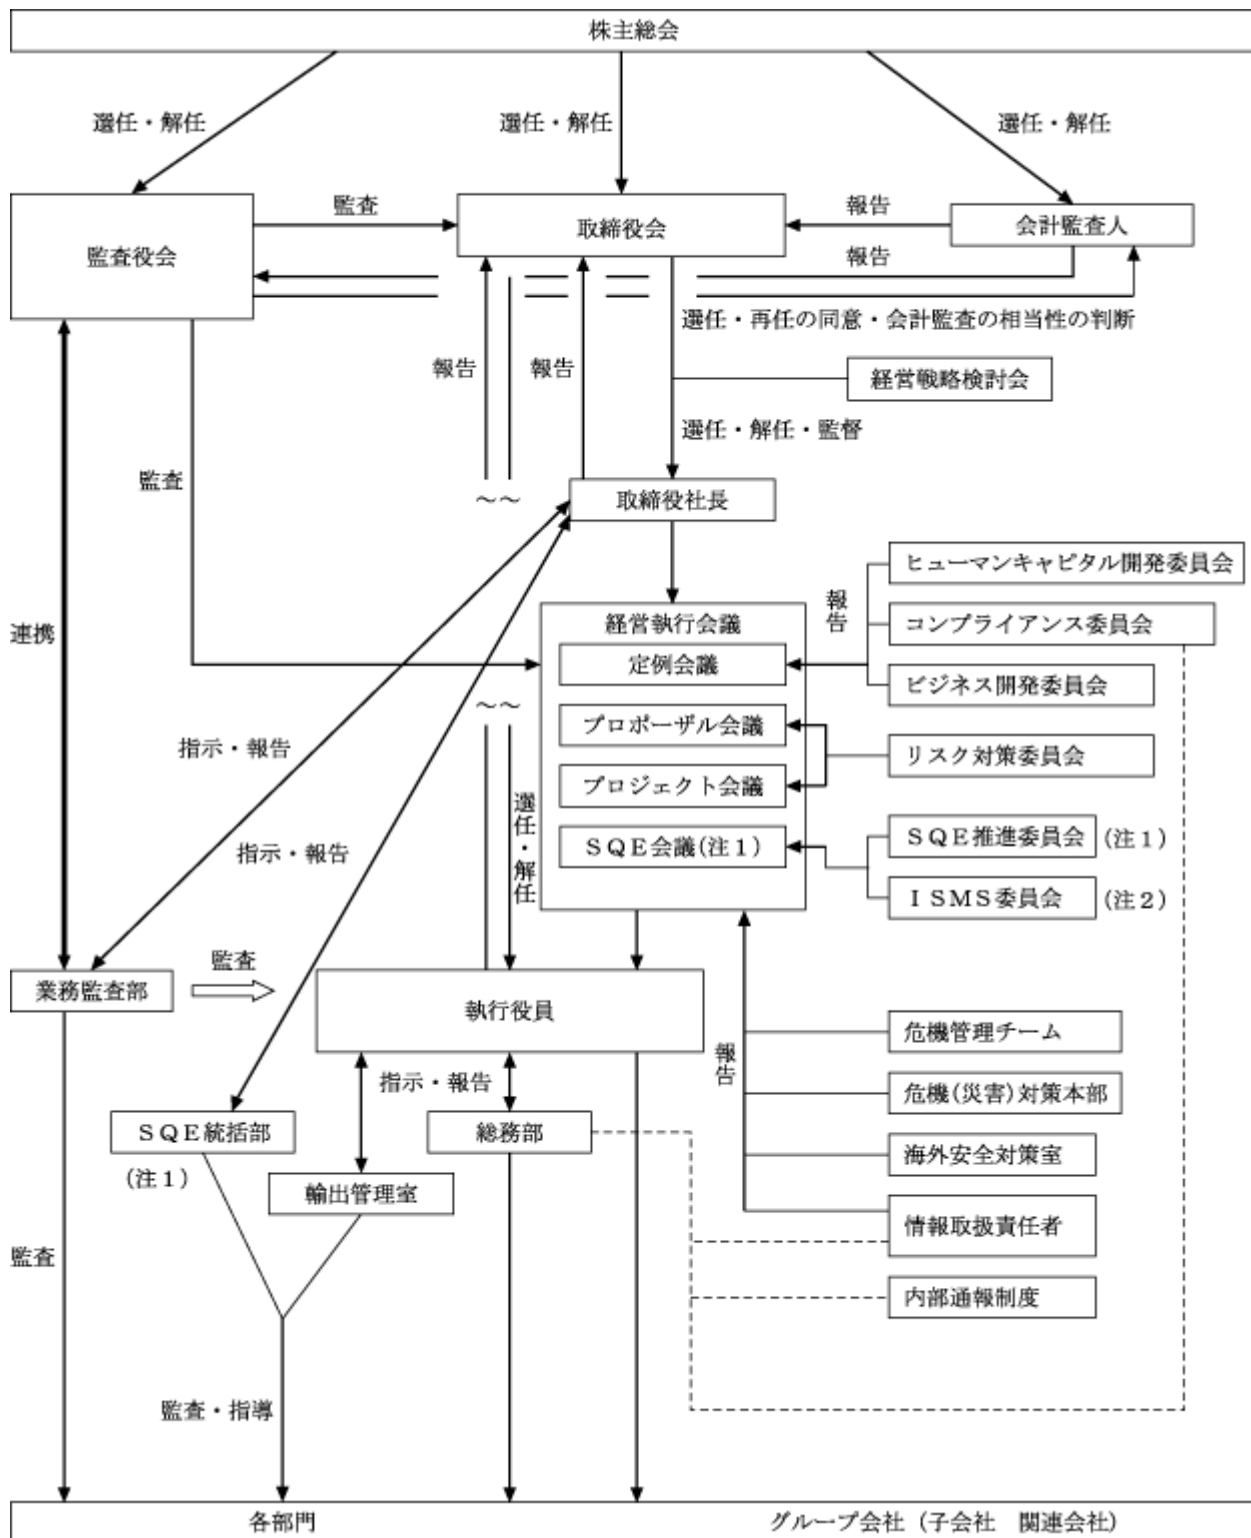 株主総会
選任・解任
選任・解任
選任・解任
監査役会
監査
取締役会
報告
会計監査人
報告
選任・再任の同意・会計監査の相当性の判断
報告
報告
経営戦略検討会
選任・解任・監督
監査
～～
取締役社長
ヒューマンキャピタル開発委員会
報告
連携
経営執行会議
コンプライアンス委員会
定例会議
ビジネス開発委員会
～～
プロポーザル会議
指示・報告
リスク対策委員会
プロジェクト会議
選任・解任
指示・報告
ＳＱＥ会議(注１)
ＳＱＥ推進委員会
(注１)
ＩＳＭＳ委員会
(注２)
業務監査部
監査
執行役員
報告
危機管理チーム
指示・報告
危機(災害)対策本部
ＳＱＥ統括部
総務部
海外安全対策室
(注１)
輸出管理室
情報取扱責任者
監査
内部通報制度
監査・指導
各部門
グループ会社（子会社　関連会社）